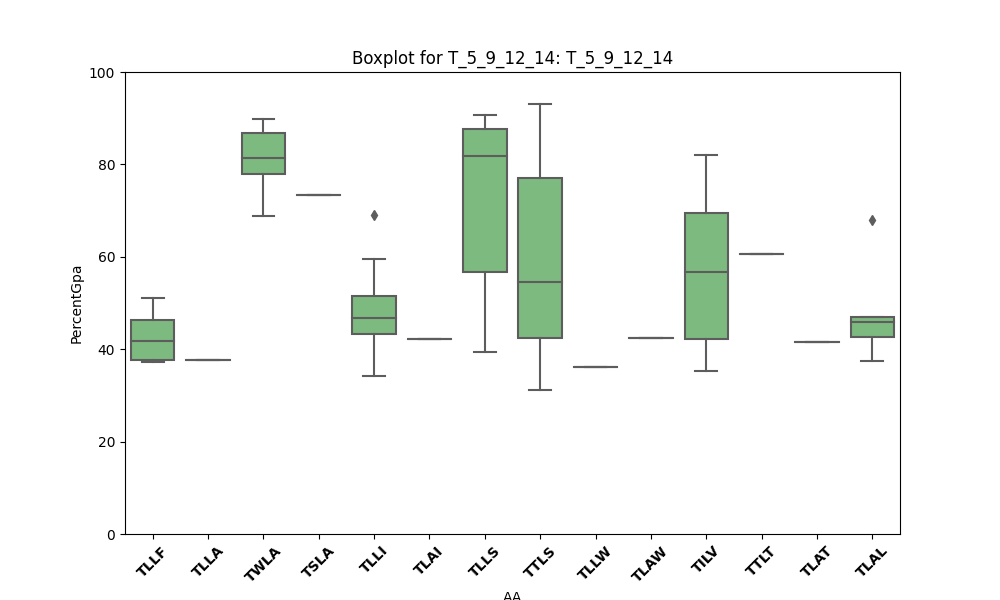 Boxplot for T_5_9_12_14: T_5_9_12_14
100
80
60
40
20
0
PercentGpa
TLLF
TLLA
TWLA
TSLA
TLLI
TLAI
TLLS
TTLS
TLLW
TLAW
TILV
TTLT
TLAT
TLAL
AA